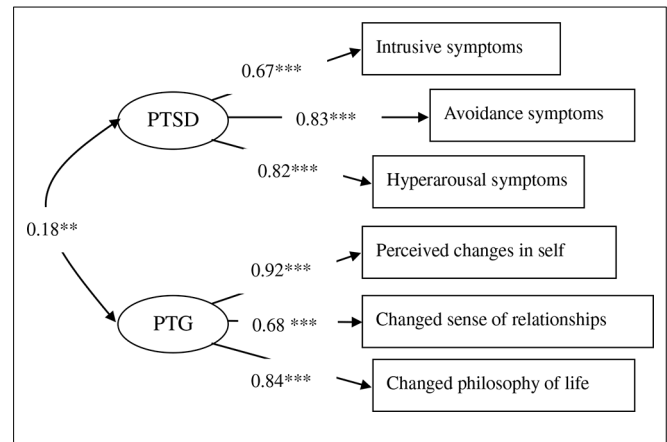 Intrusive symptoms
0.67***
PTSD
0.83***
Avoidance symptoms
0.82***
Hyperarousal symptoms
0.18**
Perceived changes in self
0.92***
PTG
0.68 ***
Changed sense of relationships
0.84***
Changed philosophy of life